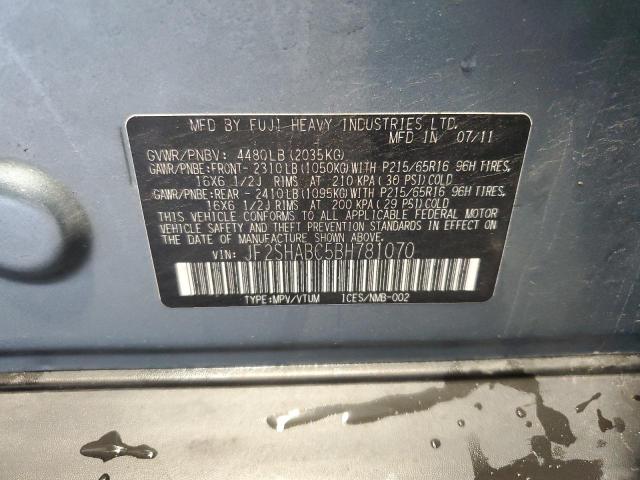 MFD BY FUJI HEAVY INDUSTRIES LTD.
MFD IN 07/11
GVWR/PNBV: 4480LB (2035KG)
GAWR/PNBE: FRONT- 2310LB (1050KG) WITH P215/65R16 96H TIRES,
16X6 1/2J RIMS AT 210 KPA (30 PSI) COLD
GAWR/PNBE: REAR - 2410LB (1095KG) WITH P215/65R16 96H TIRES,
16X6 1/2J RIMS AT 200 KPA (29 PSI) COLD
THIS VEHICLE CONFORMS TO ALL APPLICABLE FEDERAL MOTOR
VEHICLE SAFETY AND THEFT PREVENTION STANDARDS IN EFFECT
ON THE DATE OF MANUFACTURE SHOWN ABOVE.
VIN: JF2SHABC5BH781070
TYPE:MPV/VTUM ICES/NMB-002